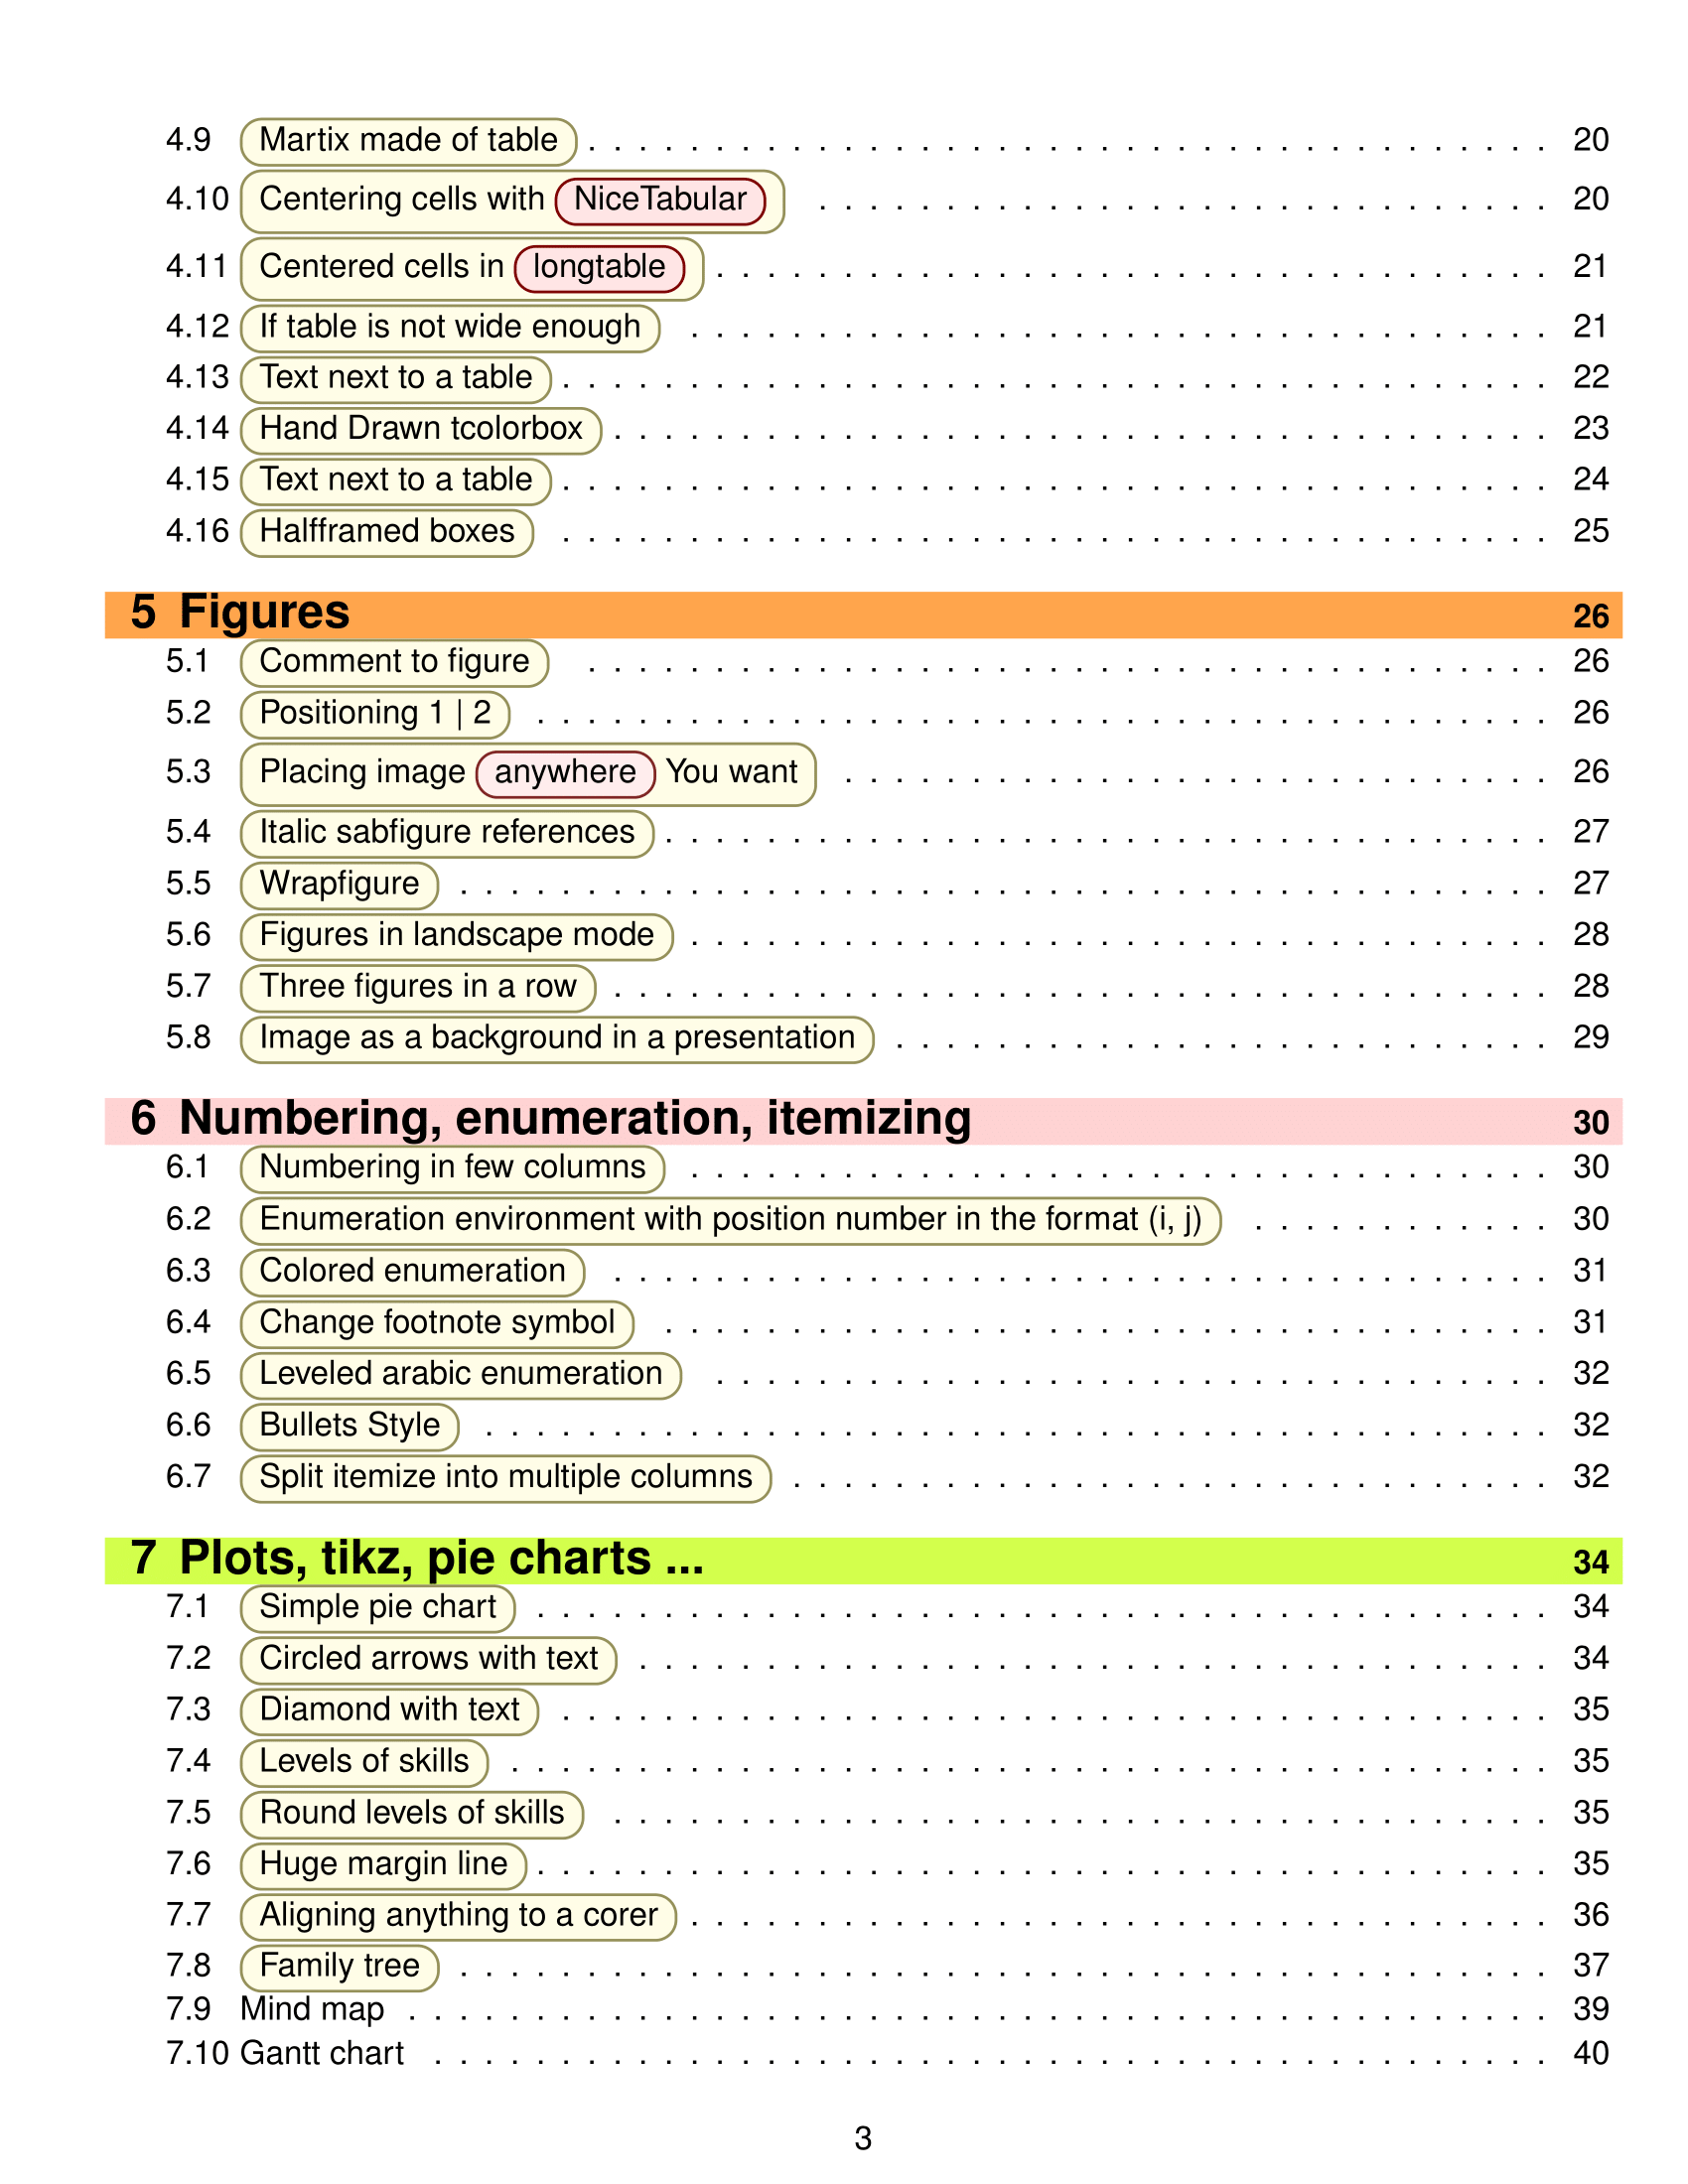 4.9 Martix made of table . . . . . . . . . . . . . . . . . . . . . . . . . . . . . . . . . . . . . . 20
4.10 Centering cells with NiceTabular . . . . . . . . . . . . . . . . . . . . . . . . . . . . . 20
4.11 Centered cells in longtable . . . . . . . . . . . . . . . . . . . . . . . . . . . . . . . . . 21
4.12 If table is not wide enough . . . . . . . . . . . . . . . . . . . . . . . . . . . . . . . . . . 21
4.13 Text next to a table . . . . . . . . . . . . . . . . . . . . . . . . . . . . . . . . . . . . . . . 22
4.14 Hand Drawn tcolorbox . . . . . . . . . . . . . . . . . . . . . . . . . . . . . . . . . . . . . 23
4.15 Text next to a table . . . . . . . . . . . . . . . . . . . . . . . . . . . . . . . . . . . . . . . 24
4.16 Halfframed boxes . . . . . . . . . . . . . . . . . . . . . . . . . . . . . . . . . . . . . . . 25
5 Figures 26
5.1 Comment to figure . . . . . . . . . . . . . . . . . . . . . . . . . . . . . . . . . . . . . . 26
5.2 Positioning 1 | 2 . . . . . . . . . . . . . . . . . . . . . . . . . . . . . . . . . . . . . . . . 26
5.3 Placing image anywhere You want . . . . . . . . . . . . . . . . . . . . . . . . . . . . 26
5.4 Italic sabfigure references . . . . . . . . . . . . . . . . . . . . . . . . . . . . . . . . . . . 27
5.5 Wrapfigure . . . . . . . . . . . . . . . . . . . . . . . . . . . . . . . . . . . . . . . . . . . 27
5.6 Figures in landscape mode . . . . . . . . . . . . . . . . . . . . . . . . . . . . . . . . . . 28
5.7 Three figures in a row . . . . . . . . . . . . . . . . . . . . . . . . . . . . . . . . . . . . . 28
5.8 Image as a background in a presentation . . . . . . . . . . . . . . . . . . . . . . . . . . 29
6 Numbering, enumeration, itemizing 30
6.1 Numbering in few columns . . . . . . . . . . . . . . . . . . . . . . . . . . . . . . . . . . 30
6.2 Enumeration environment with position number in the format (i, j) . . . . . . . . . . . . 30
6.3 Colored enumeration . . . . . . . . . . . . . . . . . . . . . . . . . . . . . . . . . . . . . 31
6.4 Change footnote symbol . . . . . . . . . . . . . . . . . . . . . . . . . . . . . . . . . . . 31
6.5 Leveled arabic enumeration . . . . . . . . . . . . . . . . . . . . . . . . . . . . . . . . . 32
6.6 Bullets Style . . . . . . . . . . . . . . . . . . . . . . . . . . . . . . . . . . . . . . . . . . 32
6.7 Split itemize into multiple columns . . . . . . . . . . . . . . . . . . . . . . . . . . . . . . 32
7 Plots, tikz, pie charts ... 34
7.1 Simple pie chart . . . . . . . . . . . . . . . . . . . . . . . . . . . . . . . . . . . . . . . . 34
7.2 Circled arrows with text . . . . . . . . . . . . . . . . . . . . . . . . . . . . . . . . . . . . 34
7.3 Diamond with text . . . . . . . . . . . . . . . . . . . . . . . . . . . . . . . . . . . . . . . 35
7.4 Levels of skills . . . . . . . . . . . . . . . . . . . . . . . . . . . . . . . . . . . . . . . . . 35
7.5 Round levels of skills . . . . . . . . . . . . . . . . . . . . . . . . . . . . . . . . . . . . . 35
7.6 Huge margin line . . . . . . . . . . . . . . . . . . . . . . . . . . . . . . . . . . . . . . . . 35
7.7 Aligning anything to a corer . . . . . . . . . . . . . . . . . . . . . . . . . . . . . . . . . . 36
7.8 Family tree . . . . . . . . . . . . . . . . . . . . . . . . . . . . . . . . . . . . . . . . . . . 37
7.9 Mind map . . . . . . . . . . . . . . . . . . . . . . . . . . . . . . . . . . . . . . . . . . . . . 39
7.10 Gantt chart . . . . . . . . . . . . . . . . . . . . . . . . . . . . . . . . . . . . . . . . . . . . 40
3